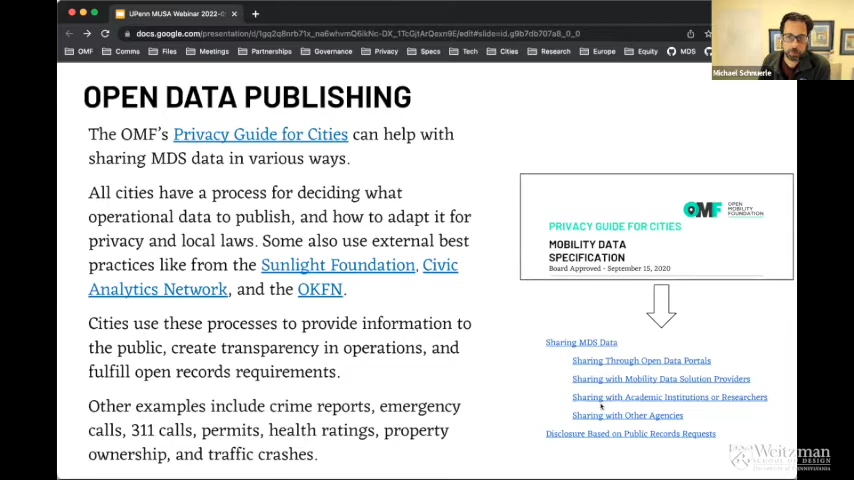 UPenn MUSA Webinar 2022-0
docs.google.com/presentation/d/
OMF Comms Files Meetings Partnerships Governance Privacy Specs Tech Cities Research Europe Equity MDS
Michael Schnuerle
OPEN DATA PUBLISHING
The OMF's Privacy Guide for Cities can help with
sharing MDS data in various ways.
All cities have a process for deciding what
operational data to publish, and how to adapt it for
privacy and local laws. Some also use external best
practices like from the Sunlight Foundation, Civic
Analytics Network, and the OKFN.
Cities use these processes to provide information to
the public, create transparency in operations, and
fulfill open records requirements.
Other examples include crime reports, emergency
calls, 311 calls, permits, health ratings, property
ownership, and traffic crashes.
OMF OPEN
MOBILITY
FOUNDATION
PRIVACY GUIDE FOR CITIES
MOBILITY DATA
SPECIFICATION
Board Approved - September 15, 2020
Sharing MDS Data
Sharing Through Open Data Portals
Sharing with Mobility Data Solution Providers
Sharing with Academic Institutions or Researchers
Sharing with Other Agencies
Disclosure Based on Public Records Requests
Weitzman
SCHOOL OF DESIGN